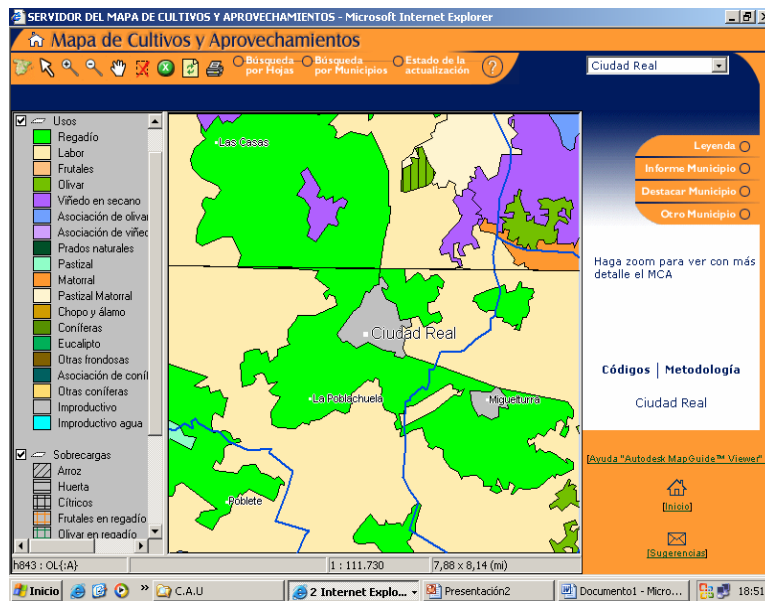 SERVIDOR DEL MAPA DE CULTIVOS Y APROVECHAMIENTOS - Microsoft Internet Explorer
Mapa de Cultivos y Aprovechamientos
Búsqueda por Hojas
Búsqueda por Municipios
Estado de la actualización
?
Ciudad Real
Usos
Regadío
Labor
Frutales
Olivar
Viñedo en secano
Asociación de olivar
Asociación de viñed
Prados naturales
Pastizal
Matorral
Pastizal Matorral
Chopo y álamo
Coníferas
Eucalipto
Otras frondosas
Asociación de coníf
Otras coníferas
Improductivo
Improductivo agua
Sobrecargas
Arroz
Huerta
Cítricos
Frutales en regadío
Olivar en regadío
Las Casas
Ciudad Real
La Poblachuela
Miguelturra
Poblete
Leyenda
Informe Municipio
Destacar Municipio
Otro Municipio
Haga zoom para ver con más
detalle el MCA
Códigos | Metodología
Ciudad Real
[Ayuda "Autodesk MapGuide™ Viewer"
[Inicio]
[Sugerencias]
h843 : OL{:A}
1 : 111.730
7,88 x 8,14 (mi)
Inicio
»
C.A.U
2 Internet Explo...
Presentación2
Documento1 - Micro...
18:51